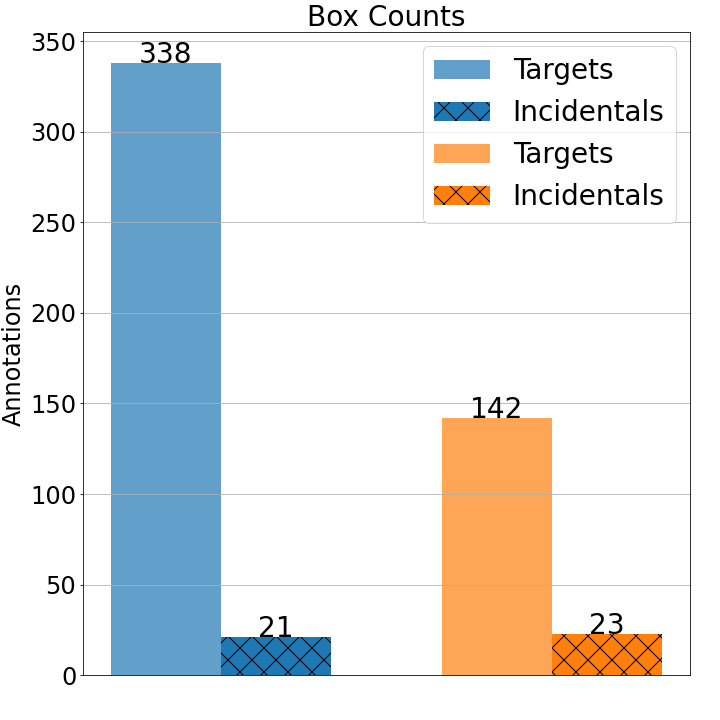 Box Counts
Annotations
350
300
250
200
150
100
50
0
338
21
142
23
Targets
Incidentals
Targets
Incidentals